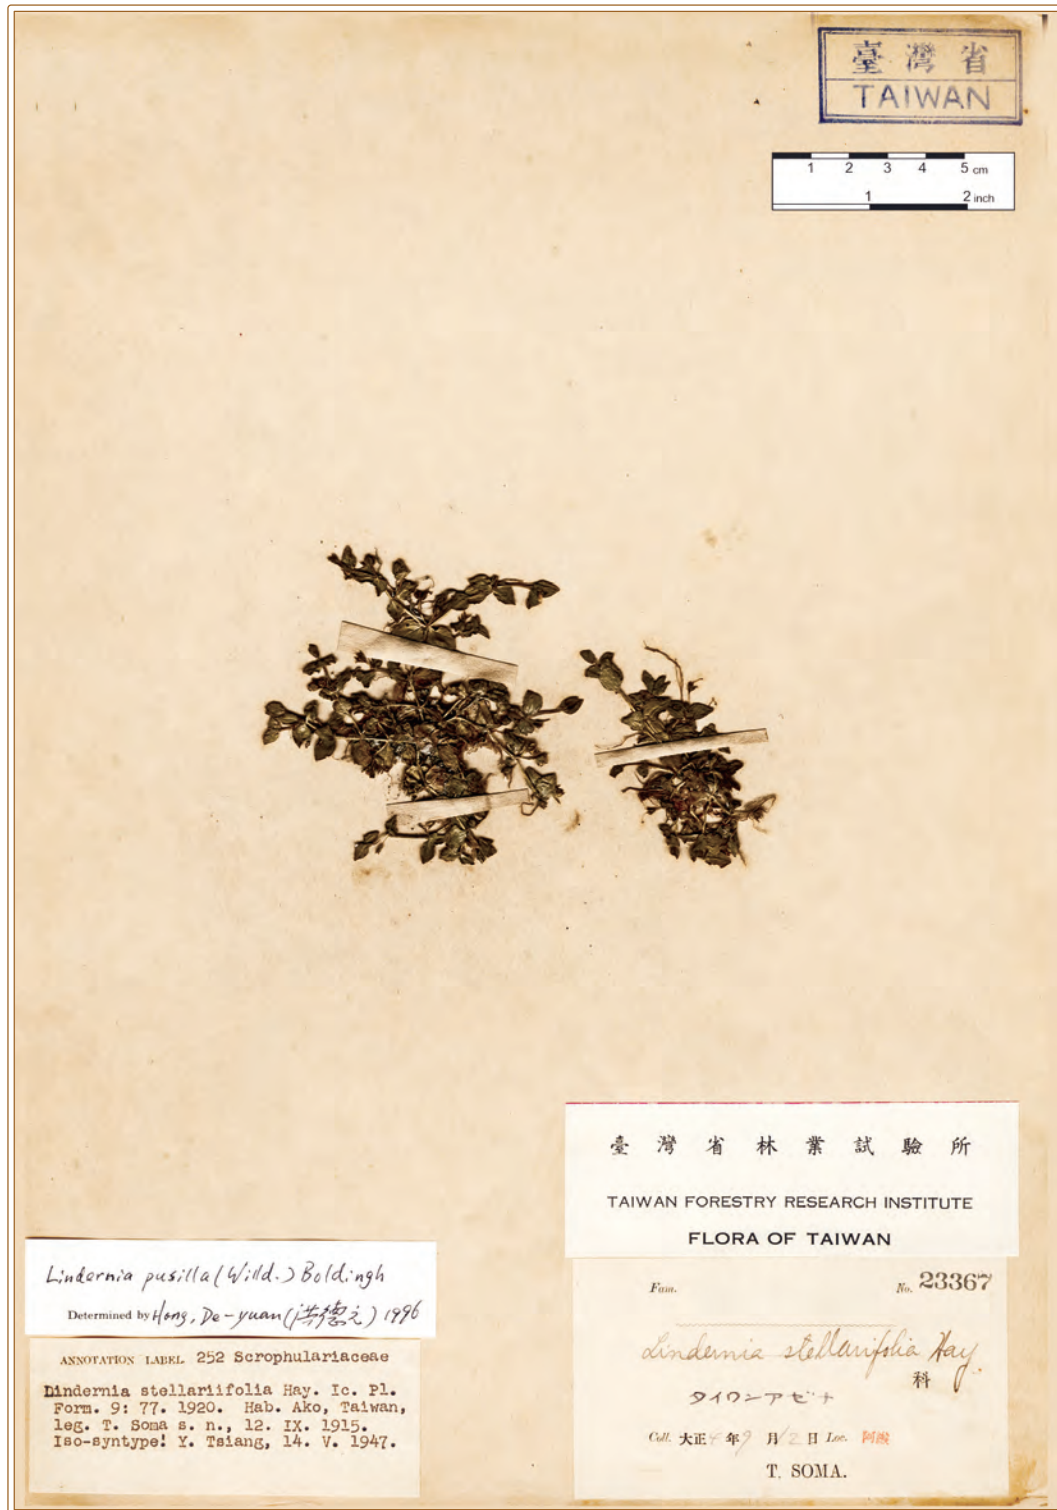 臺灣省
TAIWAN
1 2 3 4 5 cm
1 2 inch
臺灣省林業試驗所
TAIWAN FORESTRY RESEARCH INSTITUTE
FLORA OF TAIWAN
Fam. No. 23367
Lindernia stellarifolia Hay.
科
タイワンアゼナ
Coll. 大正4年9月12日 Loc. 阿緱
T. SOMA.
Lindernia pusilla (Willd.) Boldingh
Determined by Hong, De-yuan (洪德元) 1996
ANNOTATION LABEL 252 Scrophulariaceae
Lindernia stellariifolia Hay. Ic. Pl.
Form. 9: 77. 1920. Hab. Ako, Taiwan,
leg. T. Soma s. n., 12. IX. 1915.
Iso-syntype! Y. Tsiang, 14. V. 1947.